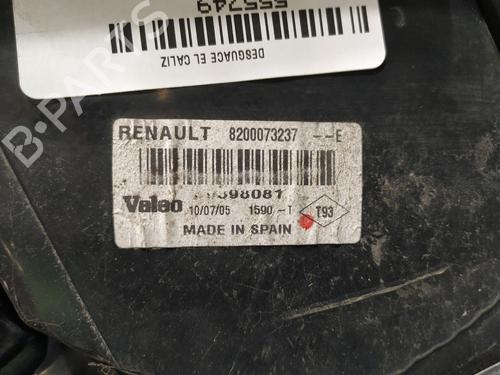 555749
DESGUACE EL CALIZ
B-PARTS
RENAULT 8200073237 --E
398081
Valeo 10/07/05 1590 -T T93
MADE IN SPAIN